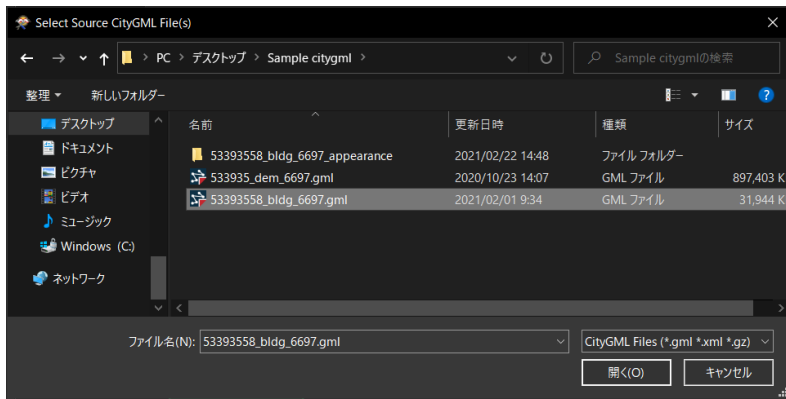 Select Source CityGML File(s)
PC > デスクトップ > Sample citygml >
Sample citygmlの検索
整理 新しいフォルダー
デスクトップ
ドキュメント
ピクチャ
ビデオ
ミュージック
Windows (C:)
ネットワーク
名前 更新日時 種類 サイズ
53393558_bldg_6697_appearance 2021/02/22 14:48 ファイル フォルダー
533935_dem_6697.gml 2020/10/23 14:07 GML ファイル 897,403 K
53393558_bldg_6697.gml 2021/02/01 9:34 GML ファイル 31,944 K
ファイル名(N): 53393558_bldg_6697.gml CityGML Files (*.gml *.xml *.gz)
開く(O) キャンセル